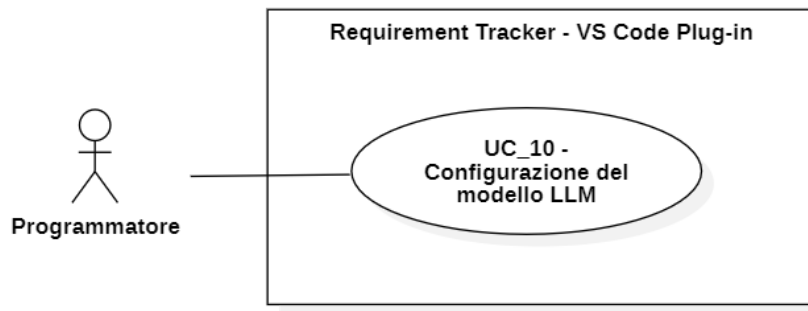 Requirement Tracker - VS Code Plug-in
UC_10 -
Configurazione del
modello LLM
Programmatore